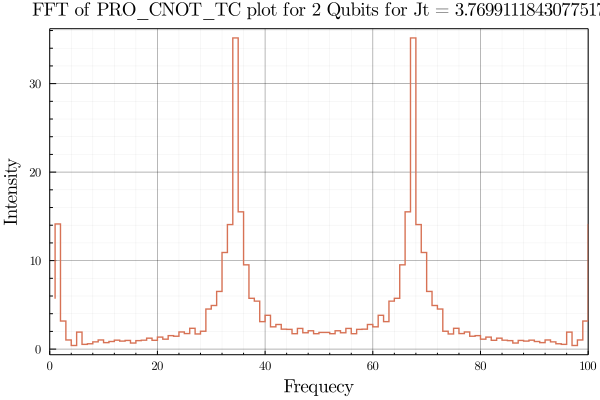 FFT of PRO_CNOT_TC plot for 2 Qubits for Jt = 3.7699111843077517
30
20
10
0
Intensity
0 20 40 60 80 100
Frequecy